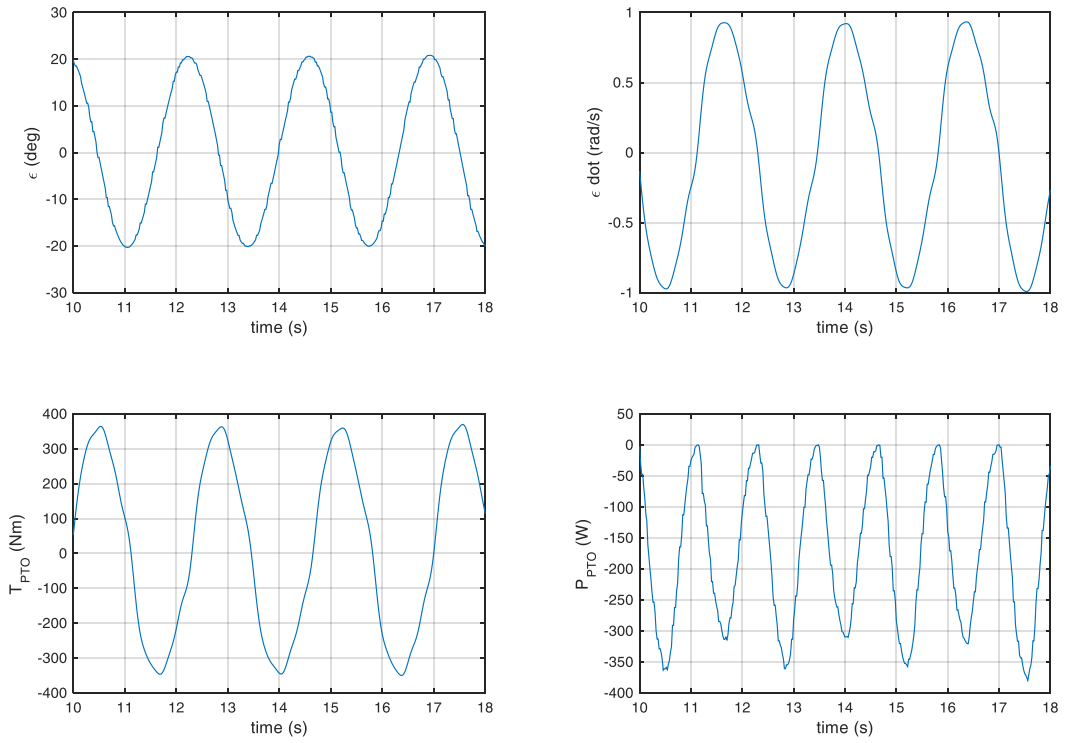 30
20
10
0
-10
-20
-30
ϵ (deg)
10 11 12 13 14 15 16 17 18
time (s)
1
0.5
0
-0.5
-1
ϵ dot (rad/s)
10 11 12 13 14 15 16 17 18
time (s)
400
300
200
100
0
-100
-200
-300
-400
T_PTO (Nm)
10 11 12 13 14 15 16 17 18
time (s)
50
0
-50
-100
-150
-200
-250
-300
-350
-400
P_PTO (W)
10 11 12 13 14 15 16 17 18
time (s)